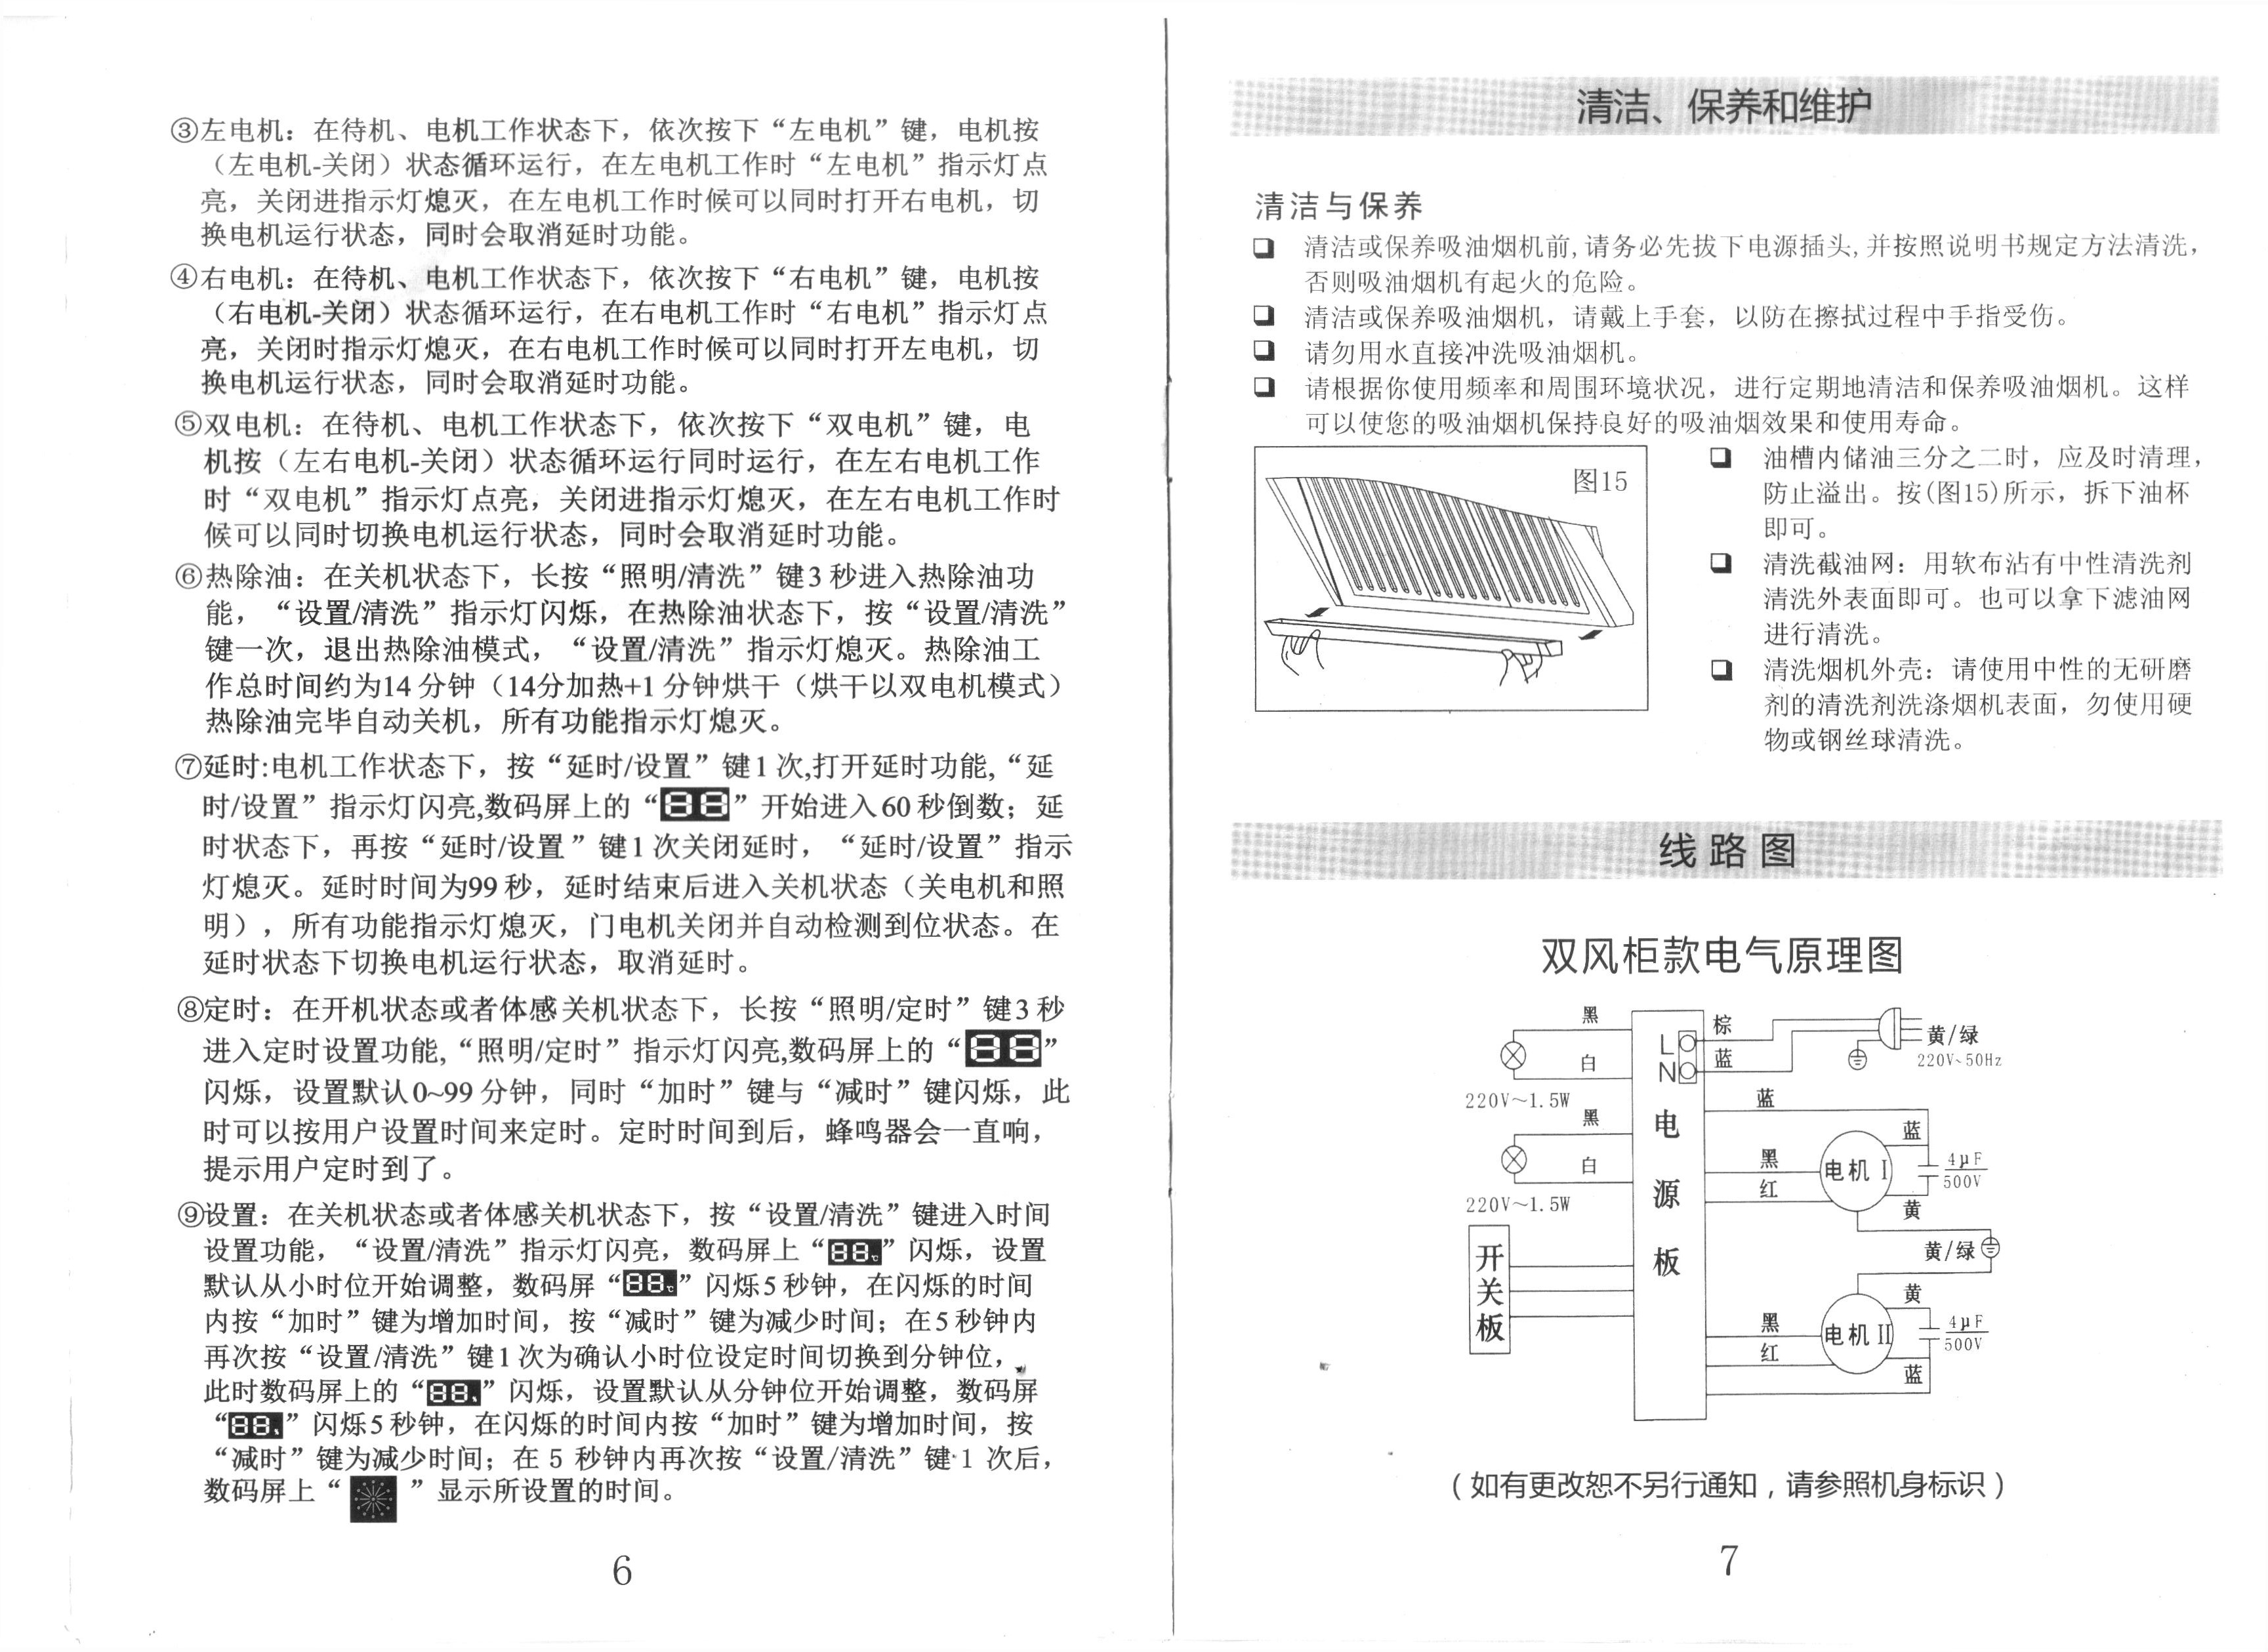 ③左电机：在待机、电机工作状态下，依次按下“左电机”键，电机按
（左电机-关闭）状态循环运行，在左电机工作时“左电机”指示灯点
亮，关闭进指示灯熄灭，在左电机工作时候可以同时打开右电机，切
换电机运行状态，同时会取消延时功能。
④右电机：在待机、电机工作状态下，依次按下“右电机”键，电机按
（右电机-关闭）状态循环运行，在右电机工作时“右电机”指示灯点
亮，关闭时指示灯熄灭，在右电机工作时候可以同时打开左电机，切
换电机运行状态，同时会取消延时功能。
⑤双电机：在待机、电机工作状态下，依次按下“双电机”键，电
机按（左右电机-关闭）状态循环运行同时运行，在左右电机工作
时“双电机”指示灯点亮，关闭进指示灯熄灭，在左右电机工作时
候可以同时切换电机运行状态，同时会取消延时功能。
⑥热除油：在关机状态下，长按“照明/清洗”键3秒进入热除油功
能，“设置/清洗”指示灯闪烁，在热除油状态下，按“设置/清洗”
键一次，退出热除油模式，“设置/清洗”指示灯熄灭。热除油工
作总时间约为14分钟（14分加热+1分钟烘干（烘干以双电机模式）
热除油完毕自动关机，所有功能指示灯熄灭。
⑦延时:电机工作状态下，按“延时/设置”键1次,打开延时功能,“延
时/设置”指示灯闪亮,数码屏上的“88”开始进入60秒倒数；延
时状态下，再按“延时/设置”键1次关闭延时，“延时/设置”指示
灯熄灭。延时时间为99秒，延时结束后进入关机状态（关电机和照
明），所有功能指示灯熄灭，门电机关闭并自动检测到位状态。在
延时状态下切换电机运行状态，取消延时。
⑧定时：在开机状态或者体感关机状态下，长按“照明/定时”键3秒
进入定时设置功能,“照明/定时”指示灯闪亮,数码屏上的“88”
闪烁，设置默认0~99分钟，同时“加时”键与“减时”键闪烁，此
时可以按用户设置时间来定时。定时时间到后，蜂鸣器会一直响，
提示用户定时到了。
⑨设置：在关机状态或者体感关机状态下，按“设置/清洗”键进入时间
设置功能，“设置/清洗”指示灯闪亮，数码屏上“88℃”闪烁，设置
默认从小时位开始调整，数码屏“88℃”闪烁5秒钟，在闪烁的时间
内按“加时”键为增加时间，按“减时”键为减少时间；在5秒钟内
再次按“设置/清洗”键1次为确认小时位设定时间切换到分钟位，
此时数码屏上的“88”闪烁，设置默认从分钟位开始调整，数码屏
“88”闪烁5秒钟，在闪烁的时间内按“加时”键为增加时间，按
“减时”键为减少时间；在 5 秒钟内再次按“设置/清洗”键 1 次后，
数码屏上“ ”显示所设置的时间。
6
清洁、保养和维护
清洁与保养
❏ 清洁或保养吸油烟机前,请务必先拔下电源插头,并按照说明书规定方法清洗，
否则吸油烟机有起火的危险。
❏ 清洁或保养吸油烟机，请戴上手套，以防在擦拭过程中手指受伤。
❏ 请勿用水直接冲洗吸油烟机。
❏ 请根据你使用频率和周围环境状况，进行定期地清洁和保养吸油烟机。这样
可以使您的吸油烟机保持良好的吸油烟效果和使用寿命。
图15
❏ 油槽内储油三分之二时，应及时清理，
防止溢出。按(图15)所示，拆下油杯
即可。
❏ 清洗截油网：用软布沾有中性清洗剂
清洗外表面即可。也可以拿下滤油网
进行清洗。
❏ 清洗烟机外壳：请使用中性的无研磨
剂的清洗剂洗涤烟机表面，勿使用硬
物或钢丝球清洗。
线路图
双风柜款电气原理图
黑
白
220V～1.5W
黑
白
220V～1.5W
开关板
L
N
电源板
棕
蓝
黄/绿
220V~50Hz
蓝
黑
红
电机 I
蓝
4μF
500V
黄
黄/绿
黑
红
电机 II
黄
4μF
500V
蓝
（如有更改恕不另行通知，请参照机身标识）
7